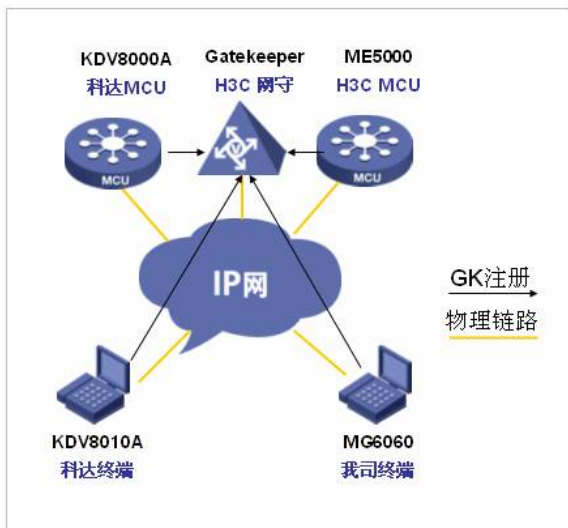 KDV8000A
科达MCU
Gatekeeper
H3C 网守
ME5000
H3C MCU
MCU
V
MCU
IP网
GK注册
物理链路
KDV8010A
科达终端
MG6060
我司终端